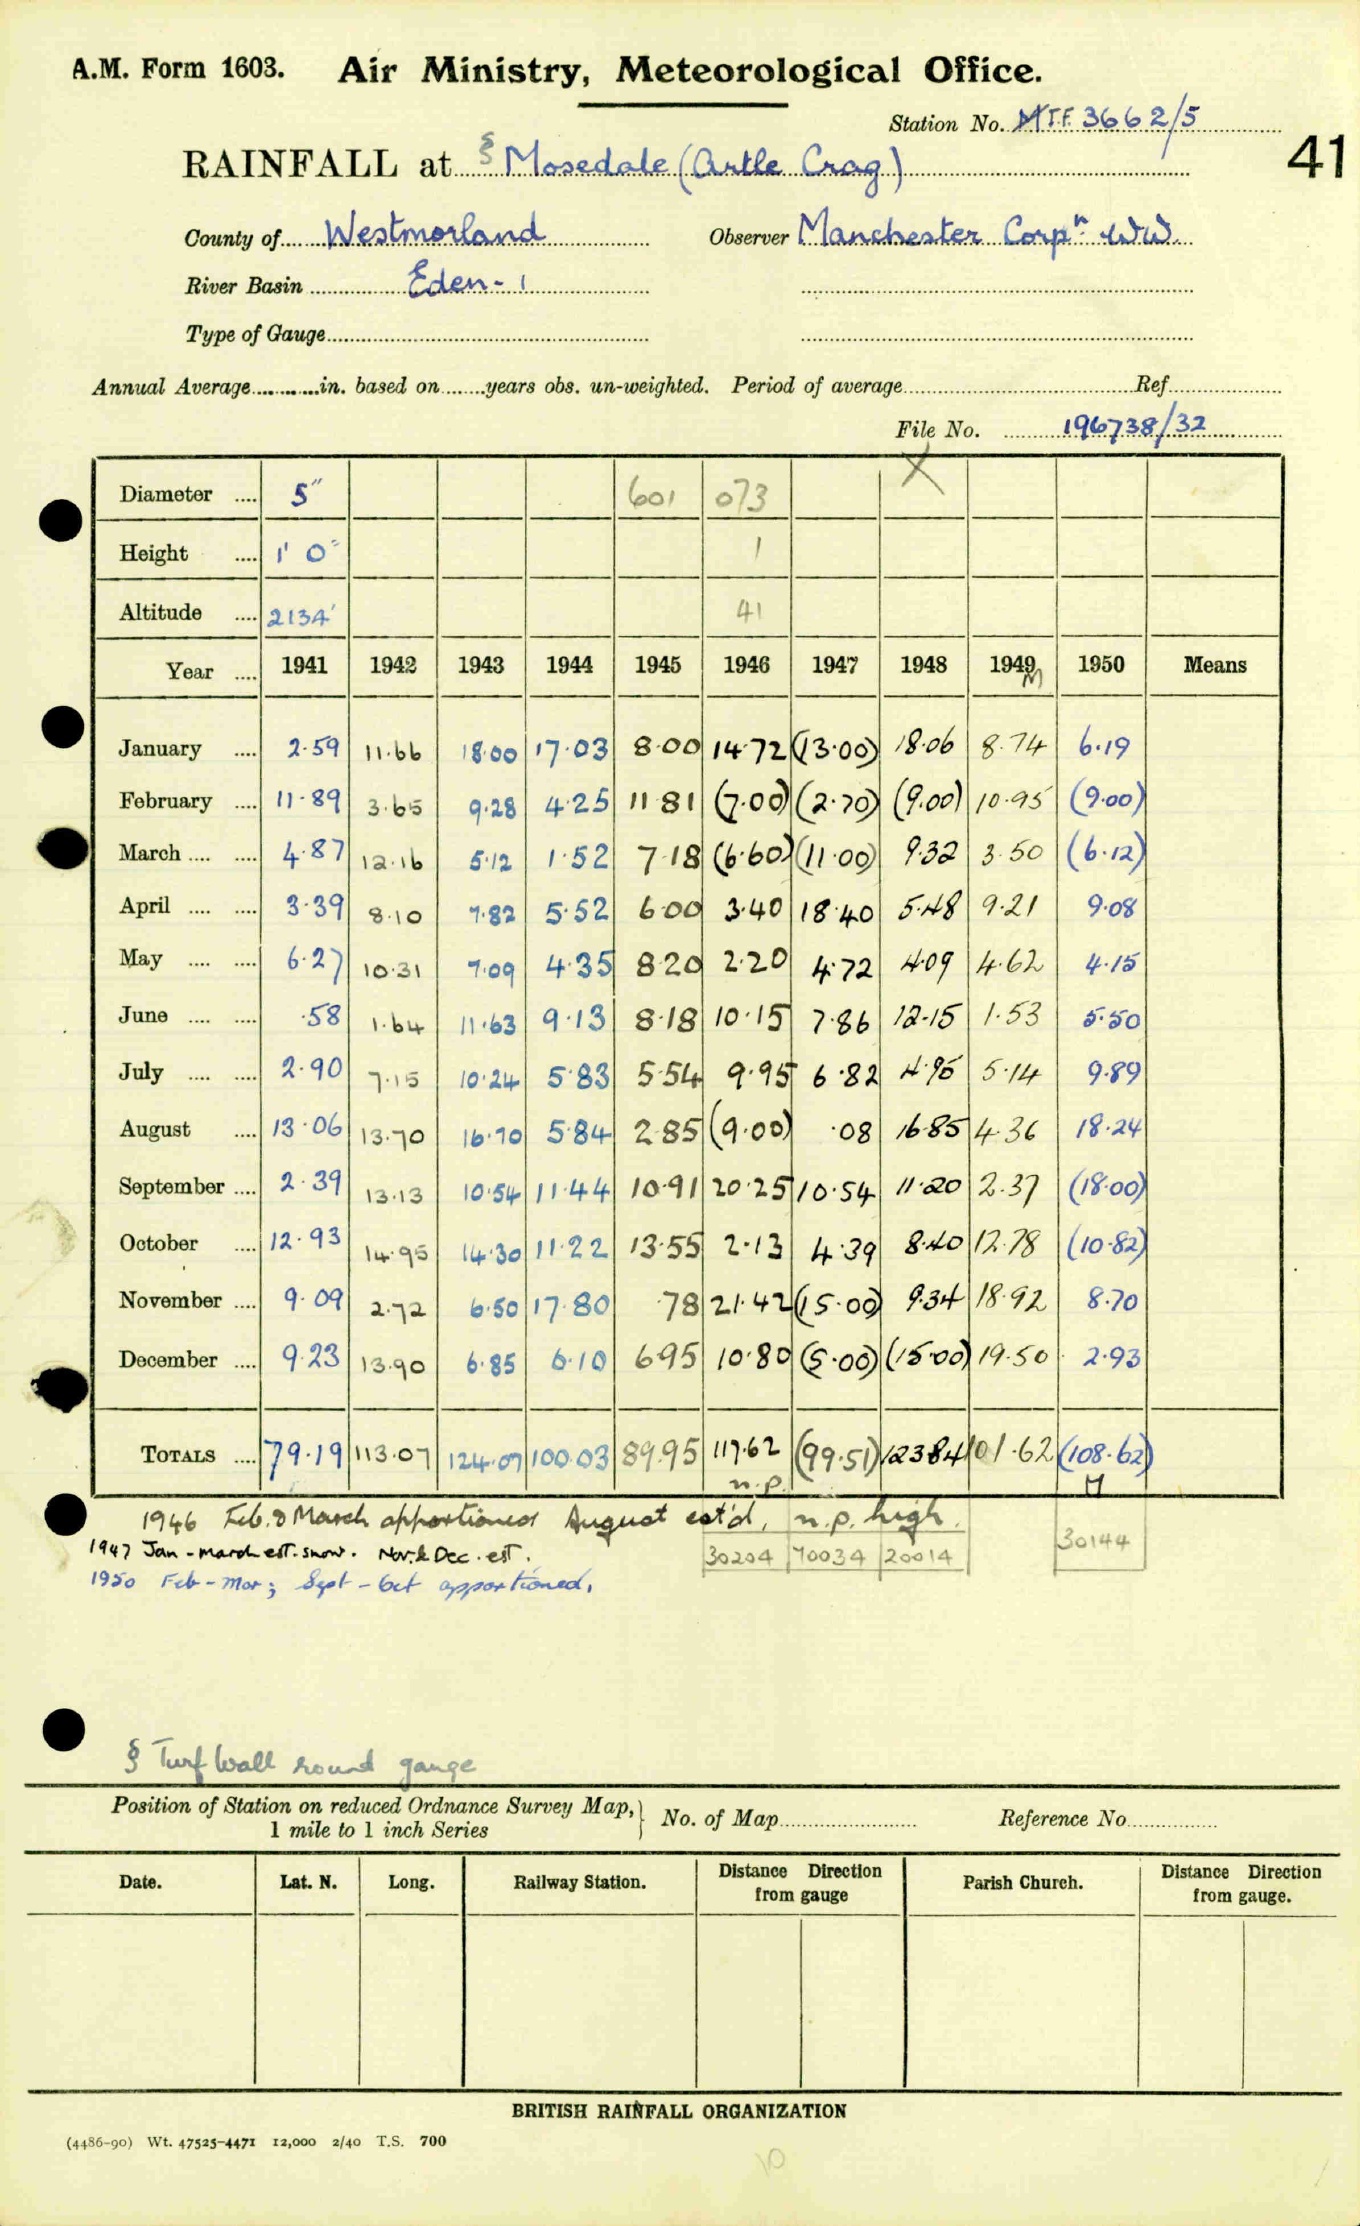 A.M. Form 1603. Air Ministry, Meteorological Office.
Station No. MTF 3662/5
41
RAINFALL at § Mosedale (Artle Crag)
County of Westmorland Observer Manchester Corpn. WW.
River Basin Eden - 1
Type of Gauge
Annual Average in. based on years obs. un-weighted. Period of average Ref
File No. 196738/32
X
Diameter 5" 601 073
Height 1' 0" 1
Altitude 2134' 41
Year 1941 1942 1943 1944 1945 1946 1947 1948 1949 1950 Means
M
January 2.59 11.66 18.00 17.03 8.00 14.72 (13.00) 18.06 8.74 6.19
February 11.89 3.65 9.28 4.25 11 81 (7.00) (2.70) (9.00) 10.95 (9.00)
March 4.87 12.16 5.12 1.52 7.18 (6.60) (11.00) 9.32 3.50 (6.12)
April 3.39 8.10 7.82 5.52 6.00 3.40 18.40 5.48 9.21 9.08
May 6.27 10.31 7.09 4.35 8.20 2.20 4.72 4.09 4.62 4.15
June .58 1.64 11.63 9.13 8.18 10.15 7.86 12.15 1.53 5.50
July 2.90 7.15 10.24 5.83 5.54 9.95 6.82 4.95 5.14 9.89
August 13.06 13.70 16.70 5.84 2.85 (9.00) .08 16.85 4.36 18.24
September 2.39 13.13 10.54 11.44 10.91 20.25 10.54 11.20 2.37 (18.00)
October 12.93 14.95 14.30 11.22 13.55 2.13 4.39 8.40 12.78 (10.82)
November 9.09 2.72 6.50 17.80 .78 21.42 (15.00) 9.34 18.92 8.70
December 9.23 13.90 6.85 6.10 6.95 10.80 (5.00) (15.00) 19.50 2.93
TOTALS 79.19 113.07 124.07 100.03 89.95 117.62 (99.51) 123.84 101.62 (108.62)
n.p. M
1946 Feb. & March apportioned August est'd, n.p. high.
1947 Jan - march est. snow. Nov. & Dec. est. 30204 70034 20014 30144
1950 Feb - Mar; Sept - Oct apportioned.
§ Turf Wall round gauge
Position of Station on reduced Ordnance Survey Map, } No. of Map Reference No
1 mile to 1 inch Series
Date. Lat. N. Long. Railway Station. Distance Direction from gauge Parish Church. Distance Direction from gauge.
BRITISH RAINFALL ORGANIZATION
(4486-90) Wt. 47525-4471 12,000 2/40 T.S. 700
10